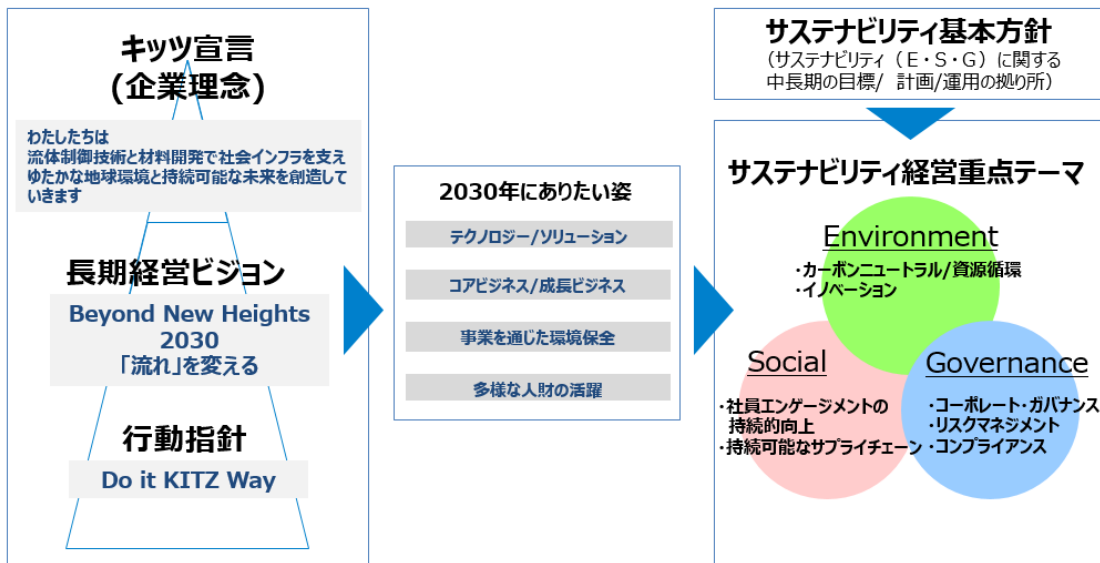 キッツ宣言
(企業理念)
わたしたちは
流体制御技術と材料開発で社会インフラを支え
ゆたかな地球環境と持続可能な未来を創造して
いきます
長期経営ビジョン
Beyond New Heights
2030
「流れ」を変える
行動指針
Do it KITZ Way
2030年にありたい姿
テクノロジー/ソリューション
コアビジネス/成長ビジネス
事業を通じた環境保全
多様な人財の活躍
サステナビリティ基本方針
（サステナビリティ（E・S・G）に関する
中長期の目標/ 計画/運用の拠り所）
サステナビリティ経営重点テーマ
Environment
・カーボンニュートラル/資源循環
・イノベーション
Social
・社員エンゲージメントの
持続的向上
・持続可能なサプライチェーン
Governance
・コーポレート・ガバナンス
・リスクマネジメント
・コンプライアンス